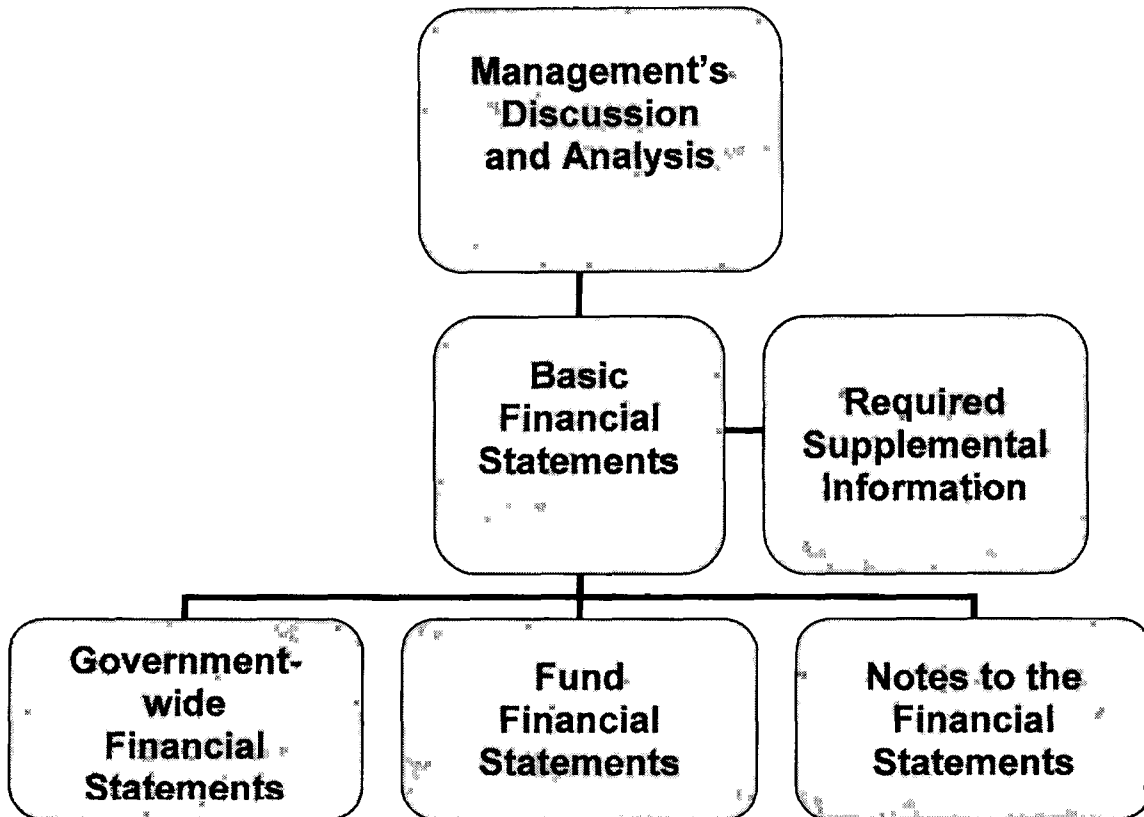 Management's
Discussion
and Analysis
Basic
Financial
Statements
Required
Supplemental
Information
Government-
wide
Financial
Statements
Fund
Financial
Statements
Notes to the
Financial
Statements